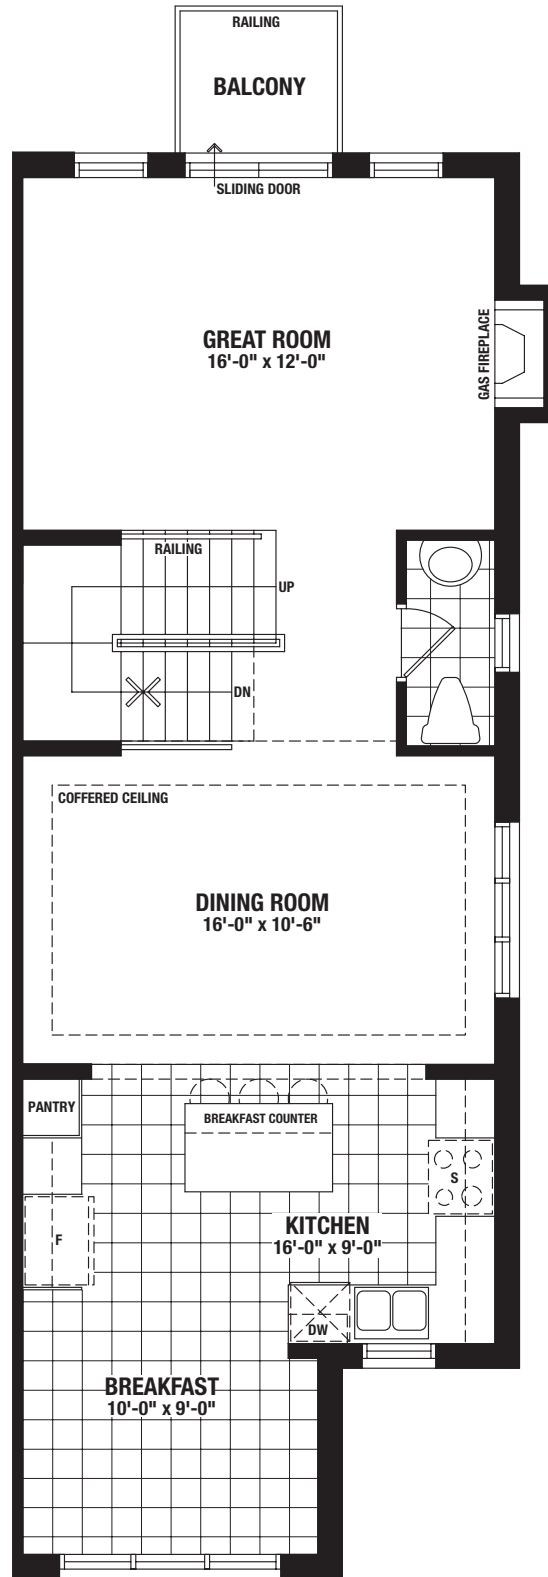 RAILING
BALCONY
SLIDING DOOR
GREAT ROOM
16'-0" x 12'-0"
GAS FIREPLACE
RAILING
UP
DN
COFFERED CEILING
DINING ROOM
16'-0" x 10'-6"
PANTRY
BREAKFAST COUNTER
S
F
KITCHEN
16'-0" x 9'-0"
DW
BREAKFAST
10'-0" x 9'-0"